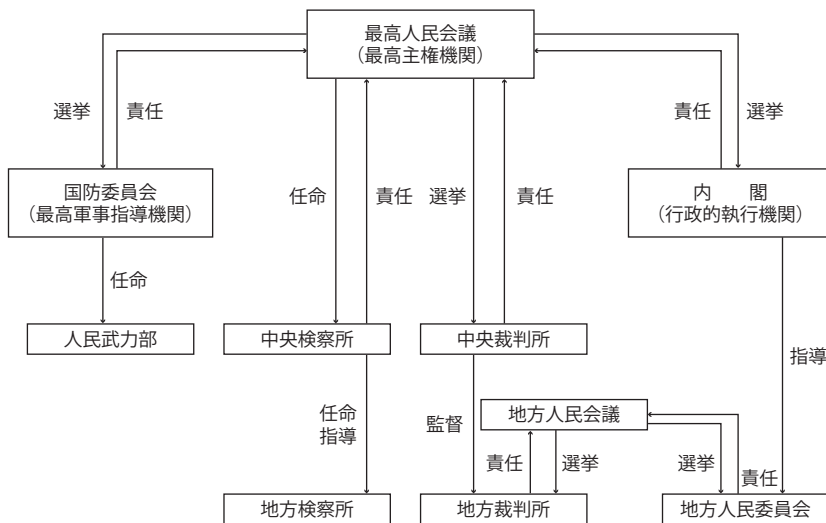 最高人民会議
（最高主権機関）
選挙
責任
責任
選挙
国防委員会
（最高軍事指導機関）
任命
責任
選挙
責任
内　閣
（行政的執行機関）
任命
人民武力部
中央検察所
中央裁判所
指導
任命
指導
監督
地方人民会議
責任
選挙
選挙
責任
地方検察所
地方裁判所
地方人民委員会